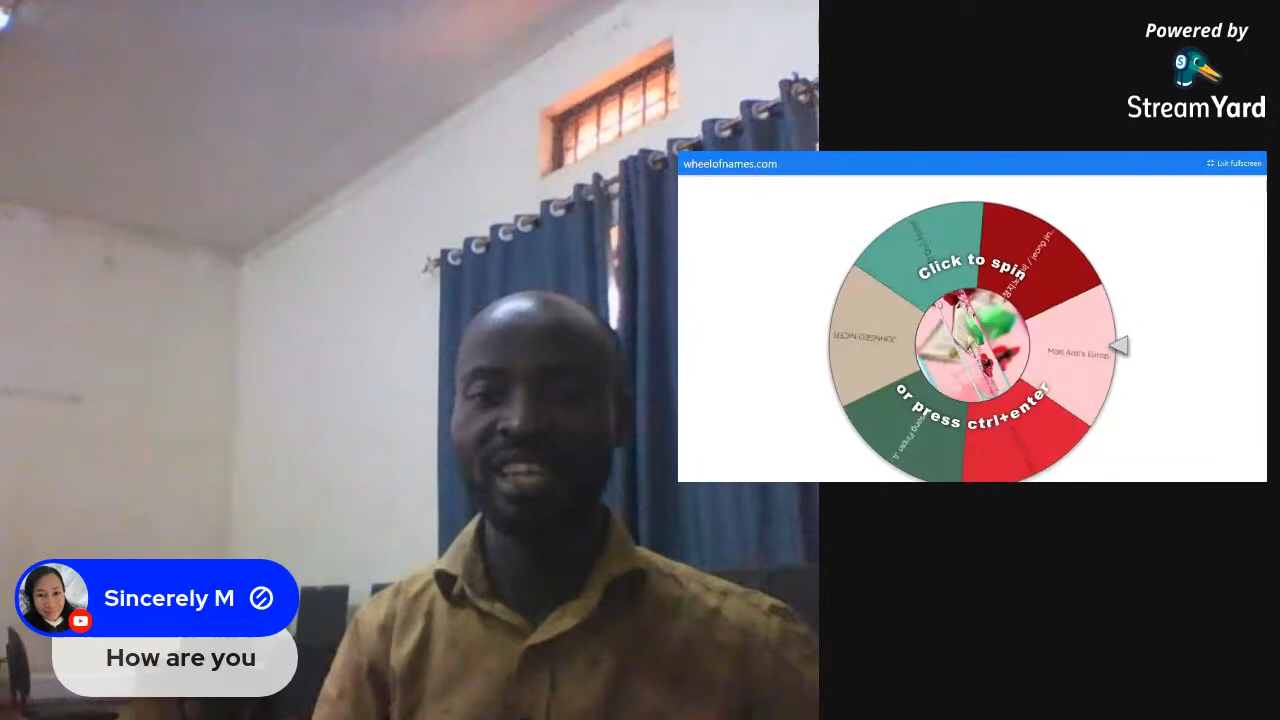 Powered by
StreamYard
wheelofnames.com
Exit fullscreen
Click to spin
or press ctrl+enter
Sincerely M
How are you